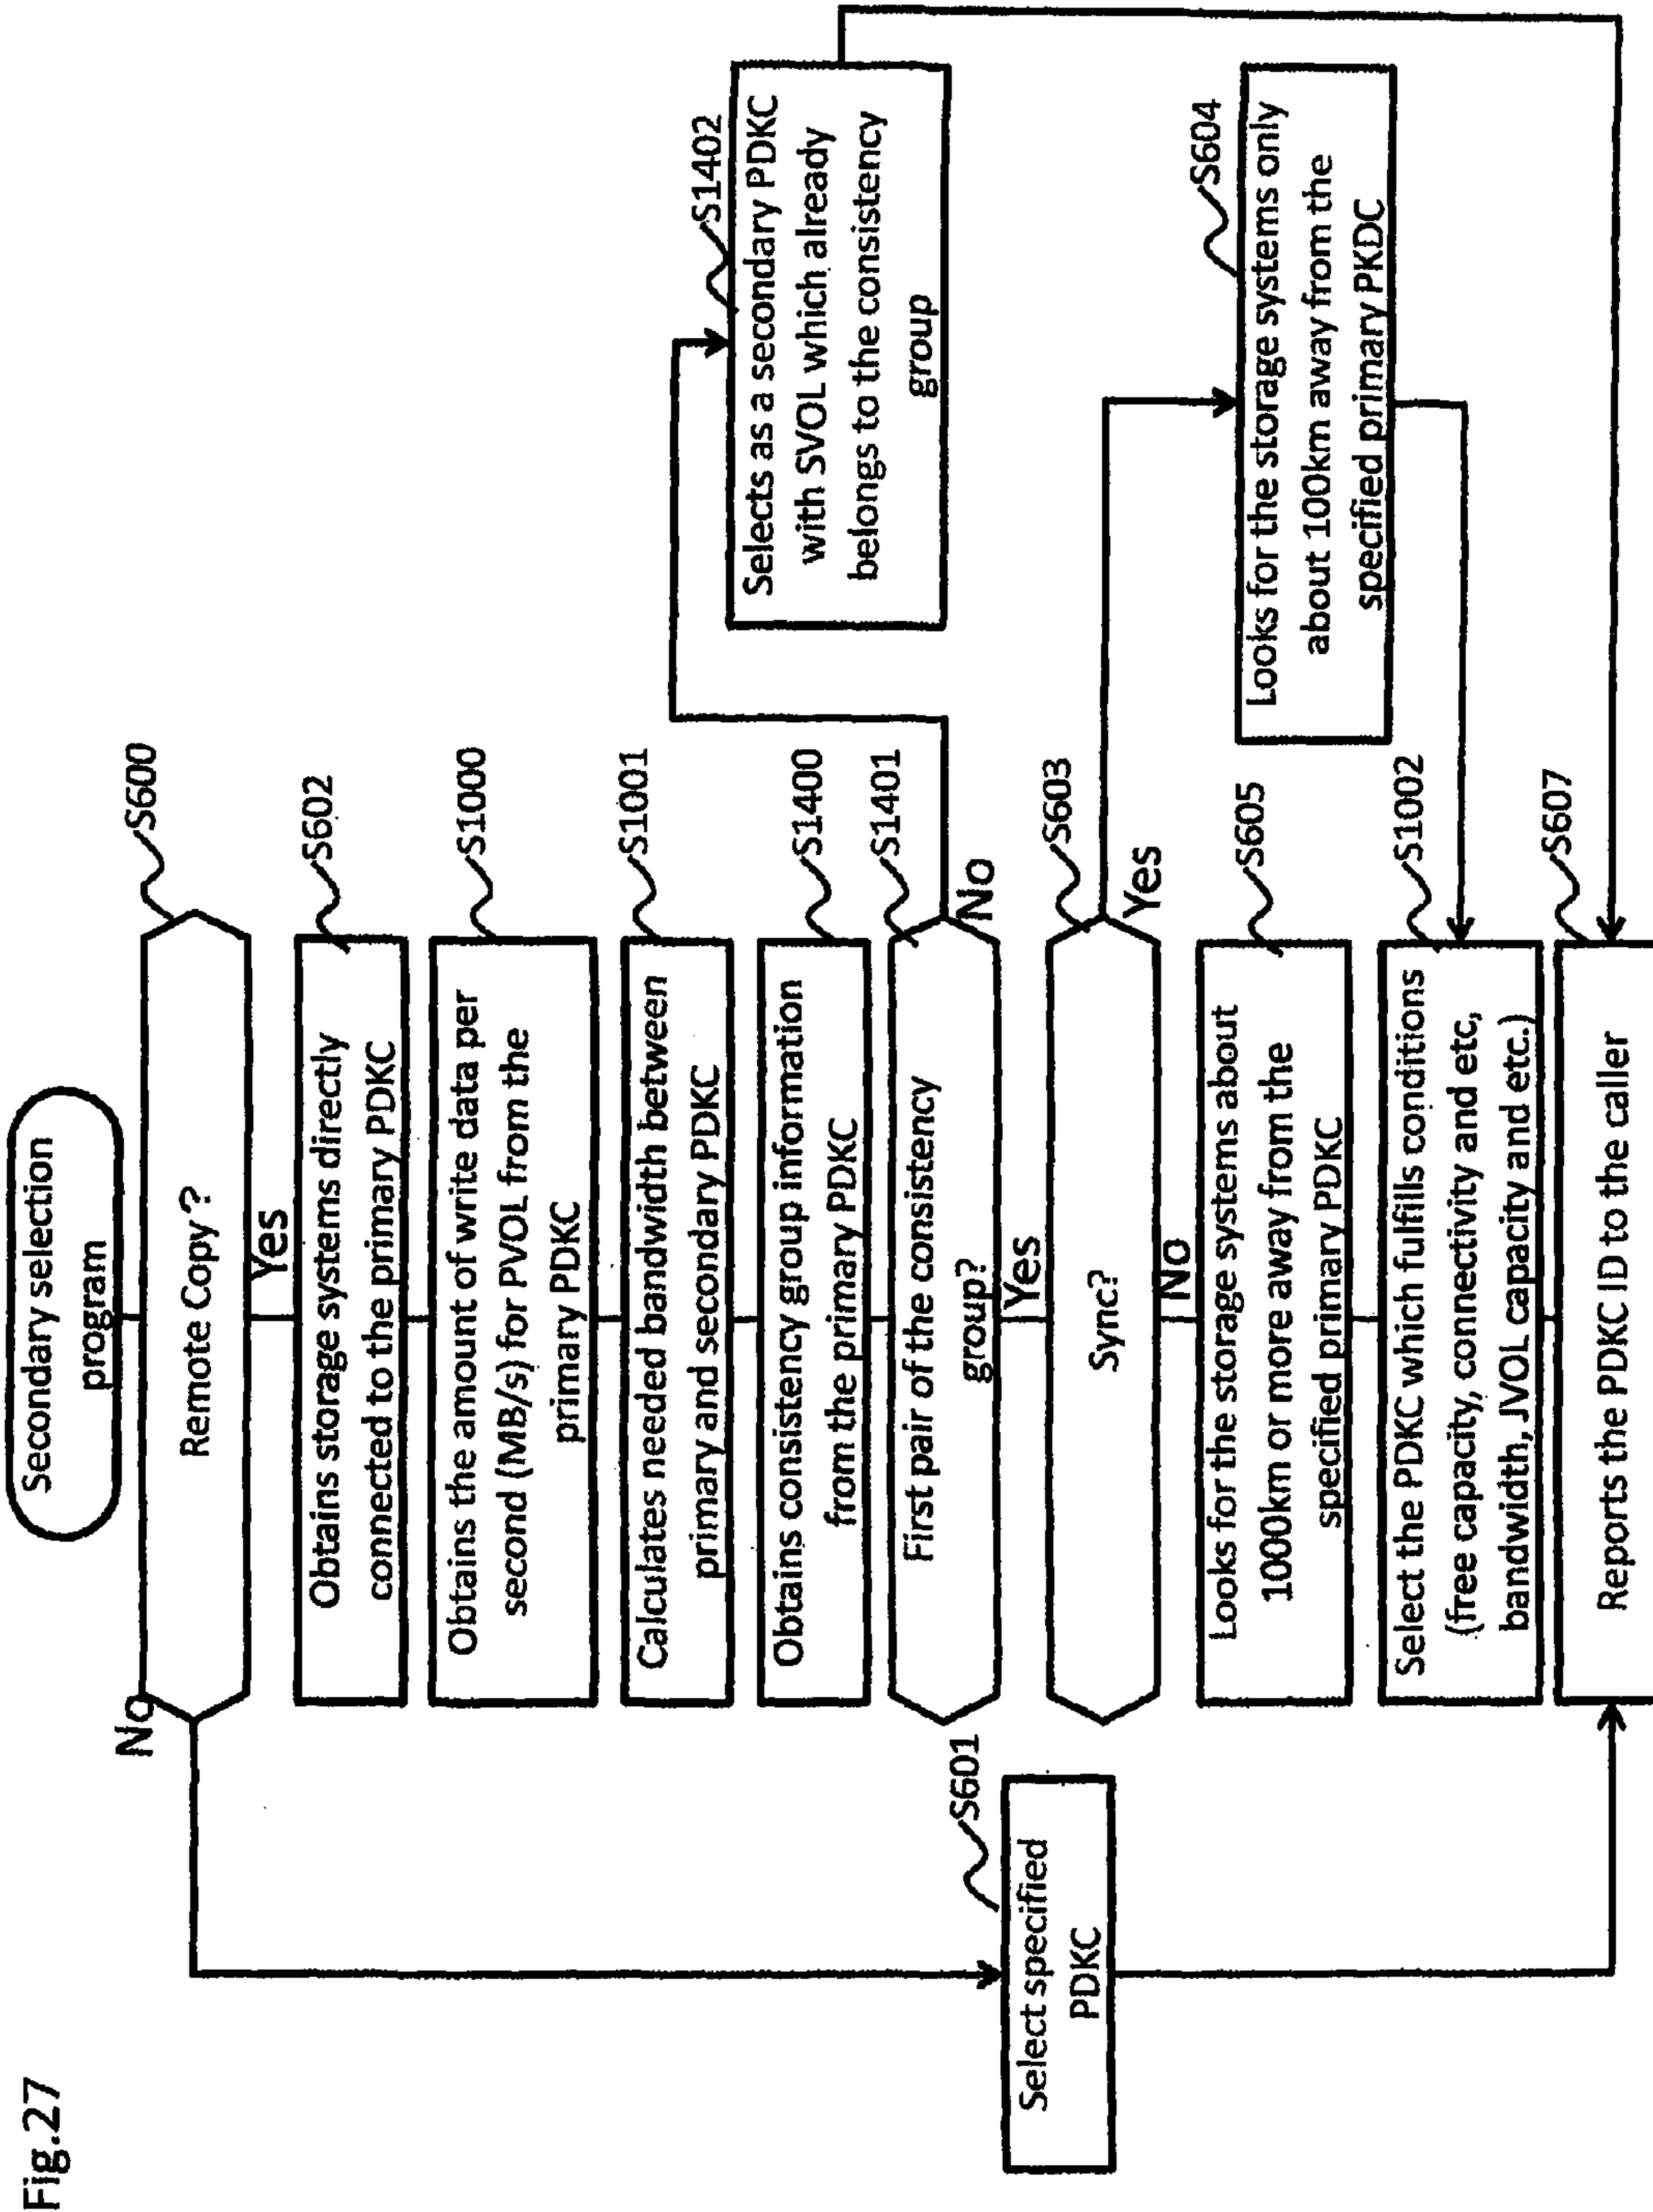 Fig.27
Secondary selection
program
S600
Remote Copy?
No
Yes
S602
Obtains storage systems directly
connected to the primary PDKC
S1000
Obtains the amount of write data per
second (MB/s) for PVOL from the
primary PDKC
S1001
Calculates needed bandwidth between
primary and secondary PDKC
S1400
Obtains consistency group information
from the primary PDKC
S1401
First pair of the consistency
group?
No
Yes
S1402
Selects as a secondary PDKC
with SVOL which already
belongs to the consistency
group
S601
Select specified
PDKC
S603
Sync?
Yes
No
S604
Looks for the storage systems only
about 100km away from the
specified primary PKDC
S605
Looks for the storage systems about
1000km or more away from the
specified primary PDKC
S1002
Select the PDKC which fulfills conditions
(free capacity, connectivity and etc,
bandwidth, JVOL capacity and etc.)
S607
Reports the PDKC ID to the caller